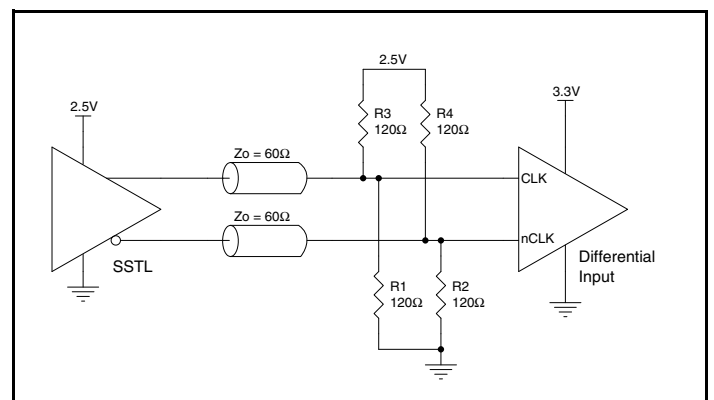 2.5V
3.3V
2.5V
R3
120Ω
R4
120Ω
Zo = 60Ω
CLK
Zo = 60Ω
nCLK
SSTL
Differential
Input
R1
120Ω
R2
120Ω